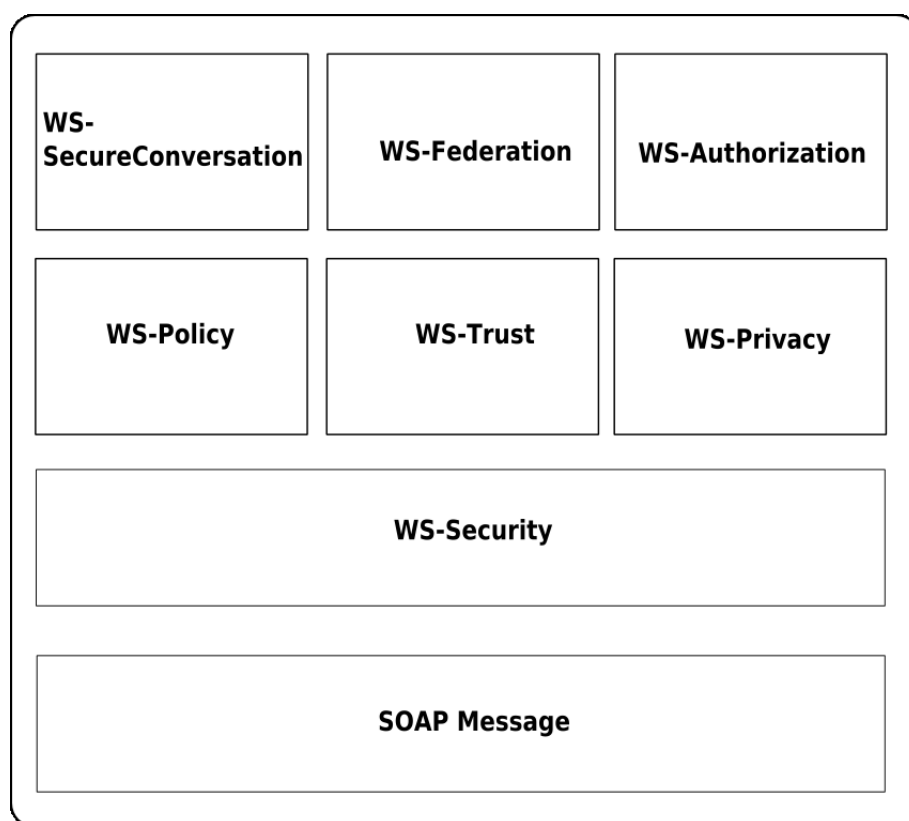 WS-
SecureConversation
WS-Federation
WS-Authorization
WS-Policy
WS-Trust
WS-Privacy
WS-Security
SOAP Message